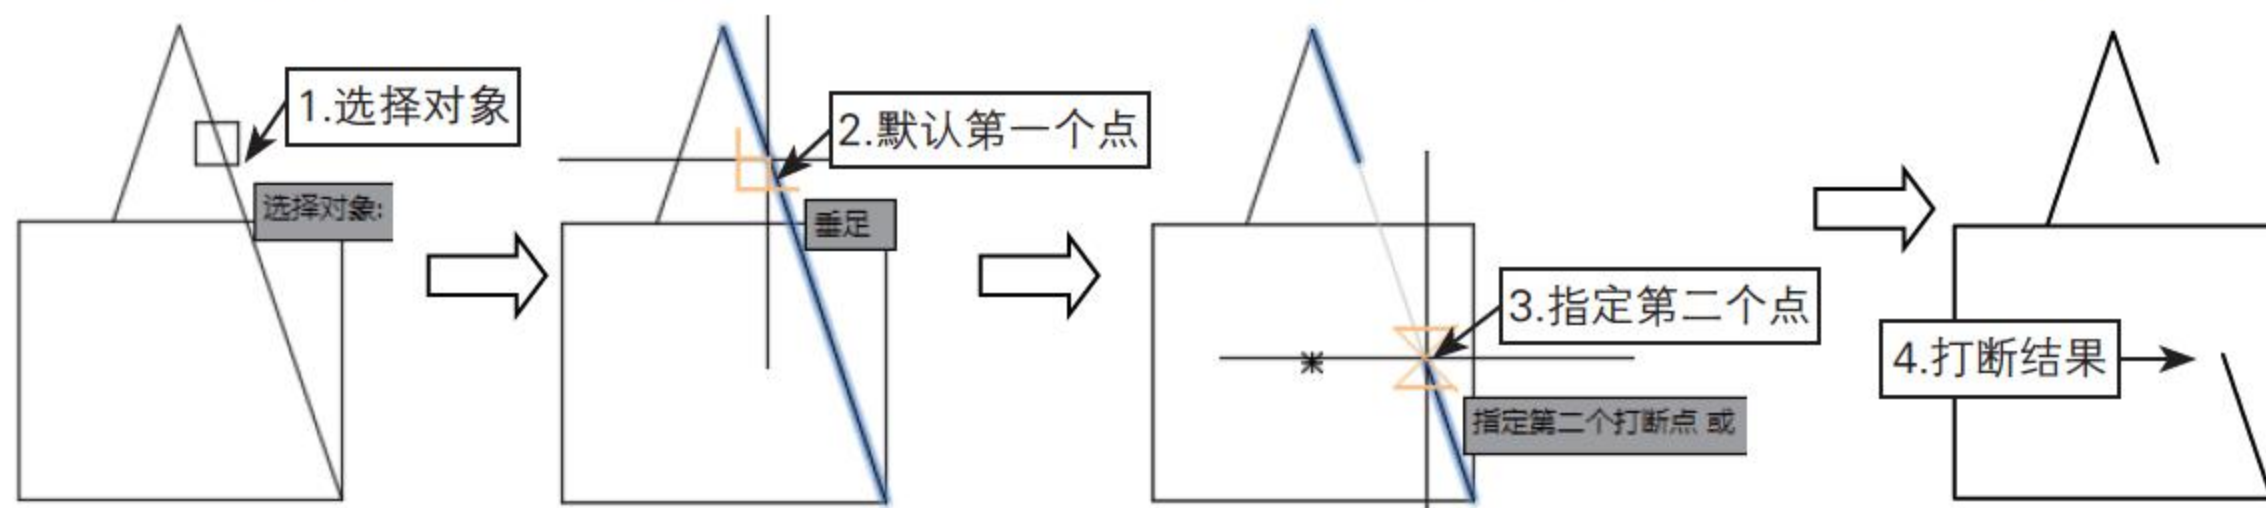 1.选择对象
选择对象:
2.默认第一个点
垂足
3.指定第二个点
指定第二个打断点 或
4.打断结果